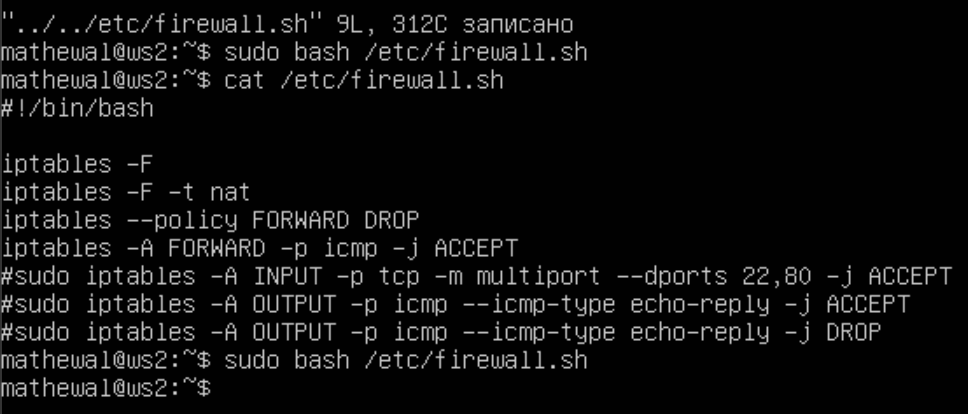 "../../etc/firewall.sh" 9L, 312C записано
mathewal@ws2:~$ sudo bash /etc/firewall.sh
mathewal@ws2:~$ cat /etc/firewall.sh
#!/bin/bash

iptables -F
iptables -F -t nat
iptables --policy FORWARD DROP
iptables -A FORWARD -p icmp -j ACCEPT
#sudo iptables -A INPUT -p tcp -m multiport --dports 22,80 -j ACCEPT
#sudo iptables -A OUTPUT -p icmp --icmp-type echo-reply -j ACCEPT
#sudo iptables -A OUTPUT -p icmp --icmp-type echo-reply -j DROP
mathewal@ws2:~$ sudo bash /etc/firewall.sh
mathewal@ws2:~$